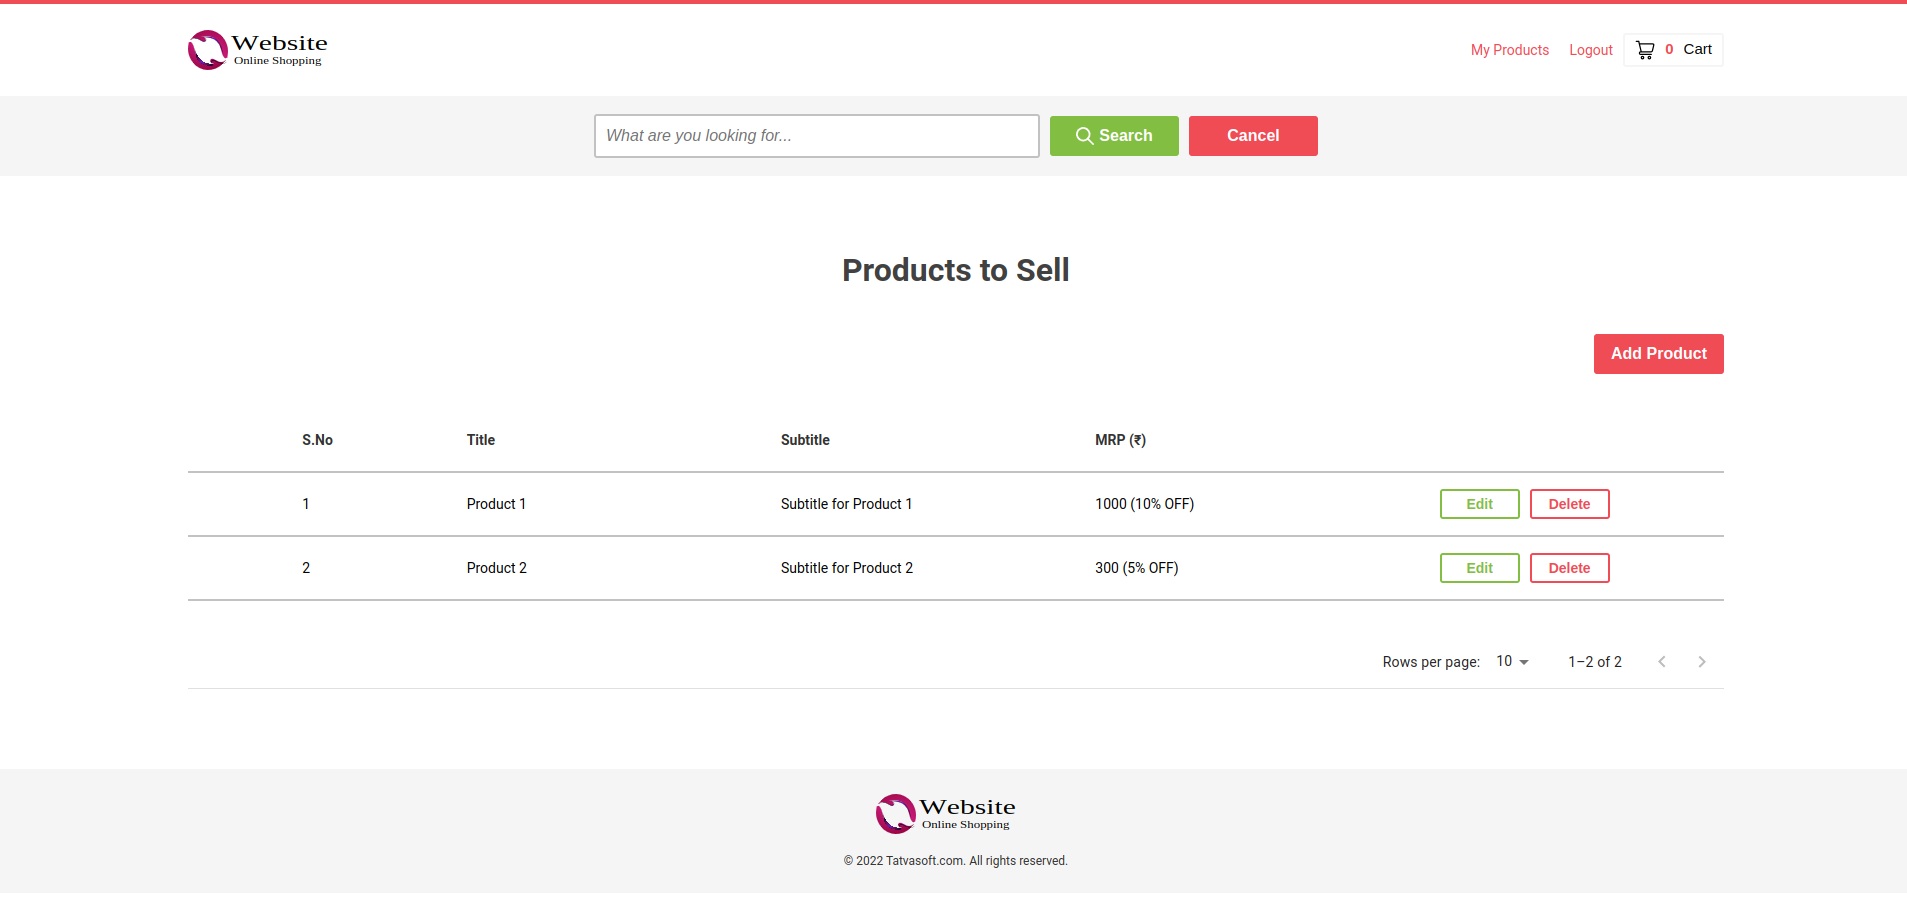 Website
Online Shopping
My Products Logout 0 Cart
What are you looking for... Search Cancel
Products to Sell
Add Product
S.No Title Subtitle MRP (₹)
1 Product 1 Subtitle for Product 1 1000 (10% OFF) Edit Delete
2 Product 2 Subtitle for Product 2 300 (5% OFF) Edit Delete
Rows per page: 10 1–2 of 2
Website
Online Shopping
© 2022 Tatvasoft.com. All rights reserved.